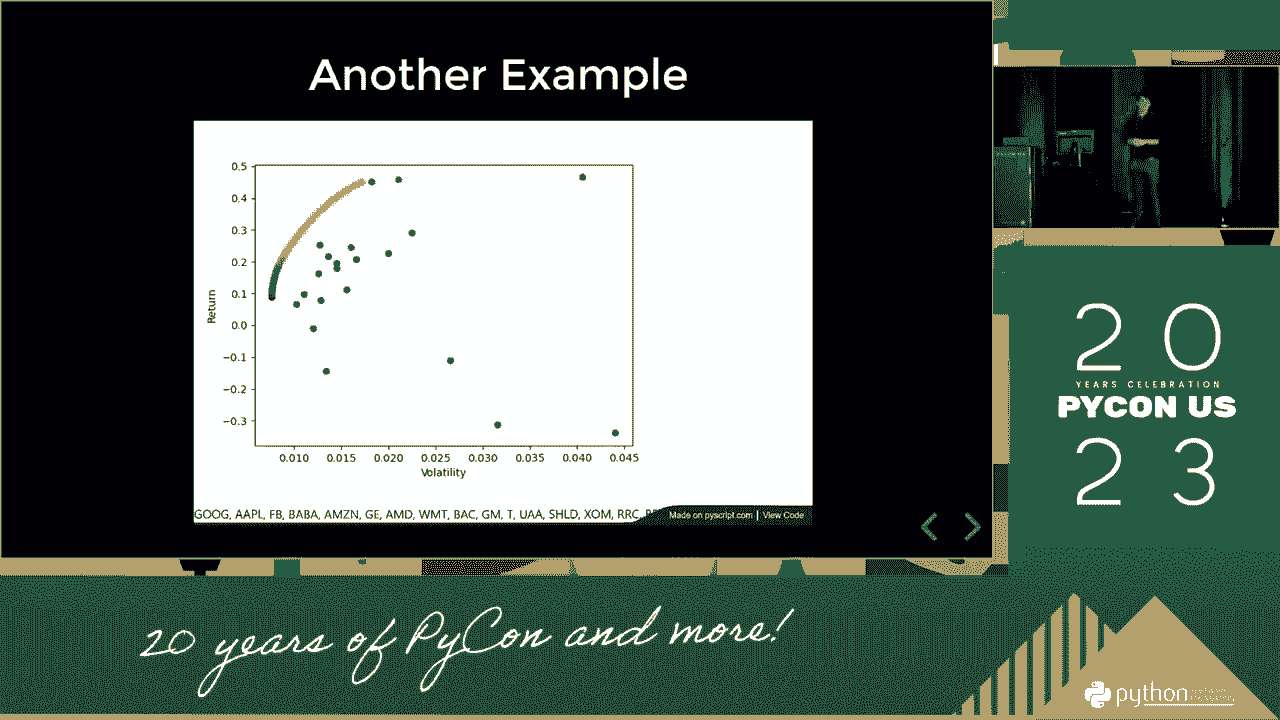 Another Example
0.5
0.4
0.3
0.2
0.1
0.0
−0.1
−0.2
−0.3
Return
0.010 0.015 0.020 0.025 0.030 0.035 0.040 0.045
Volatility
GOOG, AAPL, FB, BABA, AMZN, GE, AMD, WMT, BAC, GM, T, UAA, SHLD, XOM, RRC,
Made on pyscript.com | View Code
20
YEARS CELEBRATION
PYCON US
23
20 years of PyCon and more!
python